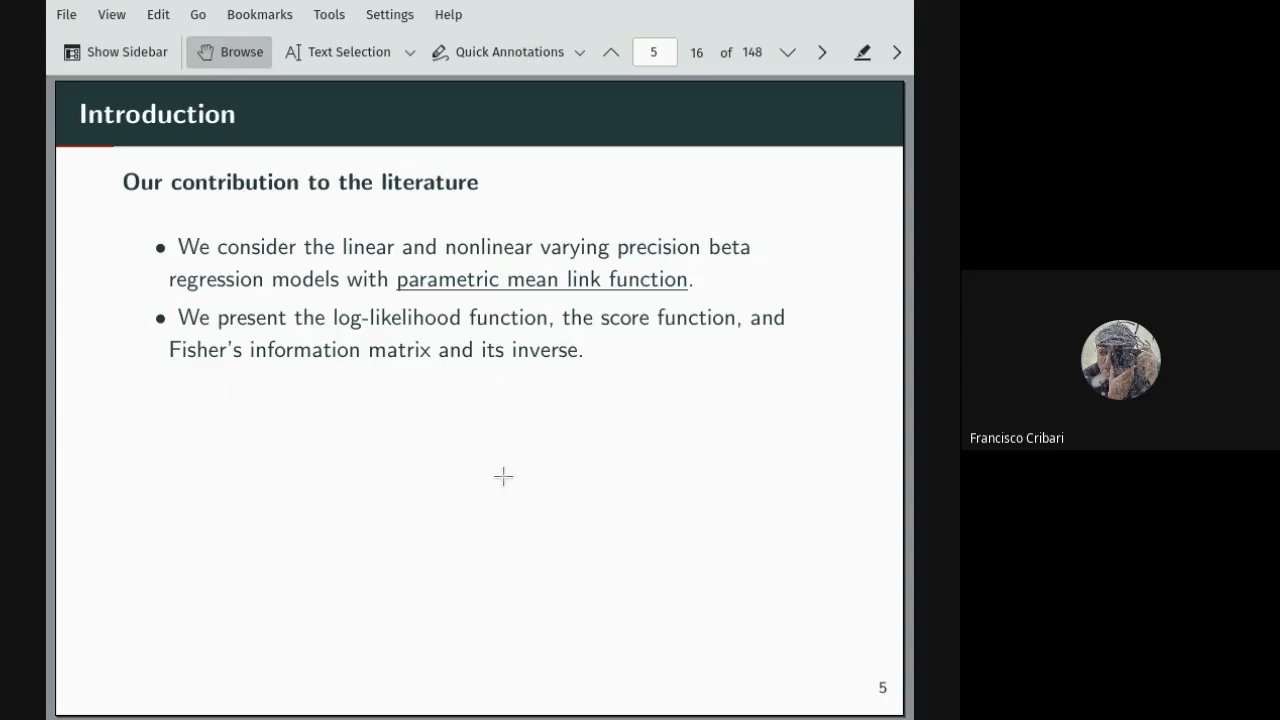 File View Edit Go Bookmarks Tools Settings Help
Show Sidebar Browse Text Selection Quick Annotations 5 16 of 148
Introduction
Our contribution to the literature
• We consider the linear and nonlinear varying precision beta
regression models with parametric mean link function.
• We present the log-likelihood function, the score function, and
Fisher's information matrix and its inverse.
Francisco Cribari
5